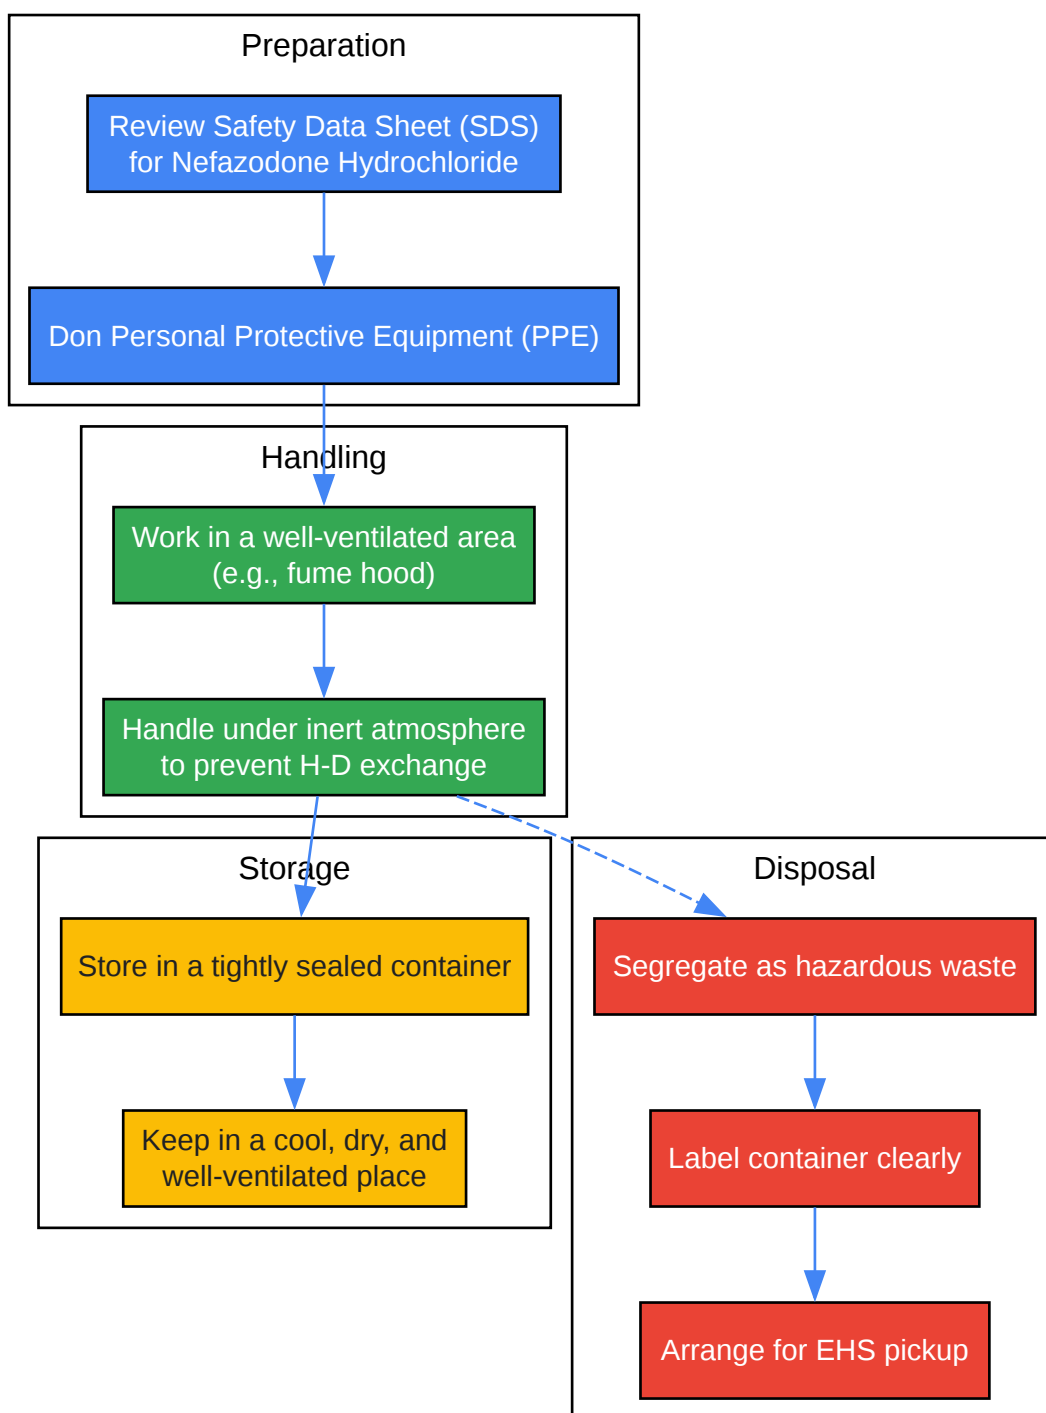 Preparation
Review Safety Data Sheet (SDS)
for Nefazodone Hydrochloride
Don Personal Protective Equipment (PPE)
Handling
Work in a well-ventilated area
(e.g., fume hood)
Handle under inert atmosphere
to prevent H-D exchange
Storage
Store in a tightly sealed container
Keep in a cool, dry, and
well-ventilated place
Disposal
Segregate as hazardous waste
Label container clearly
Arrange for EHS pickup